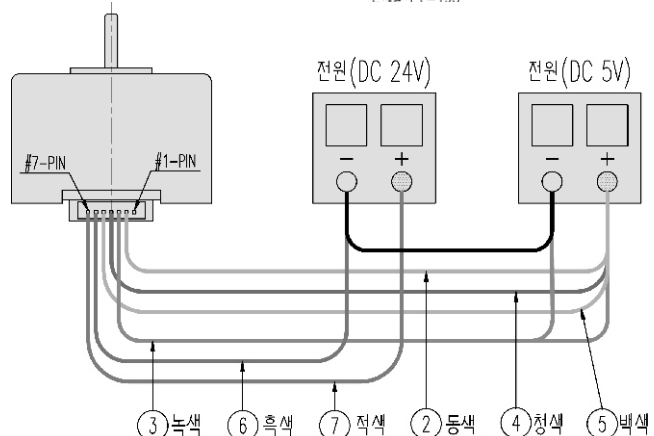 전원(DC 24V)
전원(DC 5V)
#7-PIN
#1-PIN
− +
− +
③ 녹색
⑥ 흑색
⑦ 적색
② 동색
④ 청색
⑤ 백색